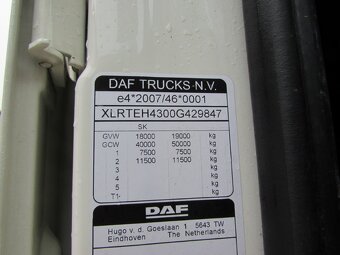 DAF TRUCKS N.V.
e4*2007/46*0001
XLRTEH4300G429847
SK
GVW 18000 19000 kg
GCW 40000 50000 kg
1 7500 7500 kg
2 11500 11500 kg
3 kg
4 kg
5 kg
T1- kg
DAF
Hugo v. d. Goeslaan 1 5643 TW
Eindhoven The Netherlands